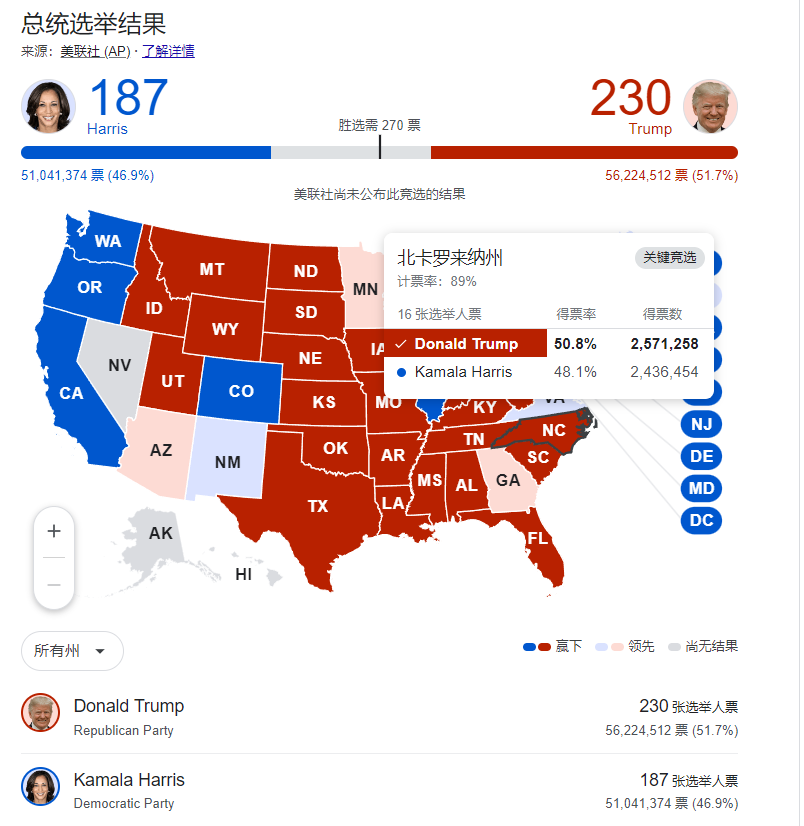 总统选举结果
来源：美联社 (AP) · 了解详情
187
Harris
230
Trump
胜选需 270 票
51,041,374 票 (46.9%)
56,224,512 票 (51.7%)
美联社尚未公布此竞选的结果
北卡罗来纳州
关键竞选
计票率：89%
16 张选举人票 得票率 得票数
Donald Trump 50.8% 2,571,258
Kamala Harris 48.1% 2,436,454
WA
OR
CA
NV
ID
MT
WY
UT
CO
AZ
NM
ND
SD
NE
KS
OK
TX
MN
IA
MO
AR
LA
MS
AL
TN
KY
VA
NC
SC
GA
FL
AK
HI
NJ
DE
MD
DC
+
−
所有州
赢下 领先 尚无结果
Donald Trump 230 张选举人票
Republican Party 56,224,512 票 (51.7%)
Kamala Harris 187 张选举人票
Democratic Party 51,041,374 票 (46.9%)